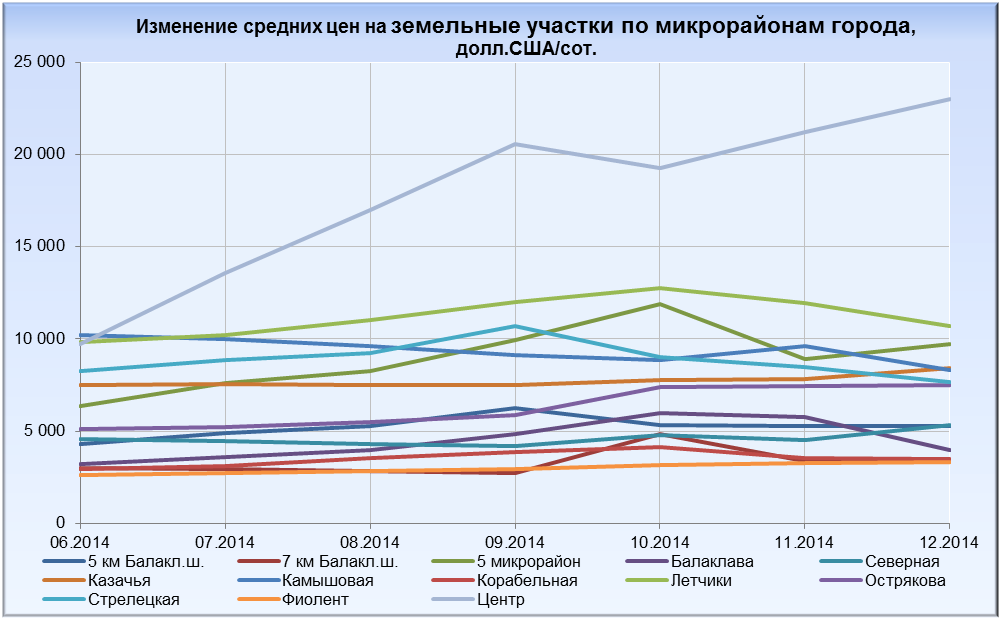 Изменение средних цен на земельные участки по микрорайонам города,
долл.США/сот.
25 000
20 000
15 000
10 000
5 000
0
06.2014 07.2014 08.2014 09.2014 10.2014 11.2014 12.2014
5 км Балакл.ш. 7 км Балакл.ш. 5 микрорайон Балаклава Северная
Казачья Камышовая Корабельная Летчики Острякова
Стрелецкая Фиолент Центр